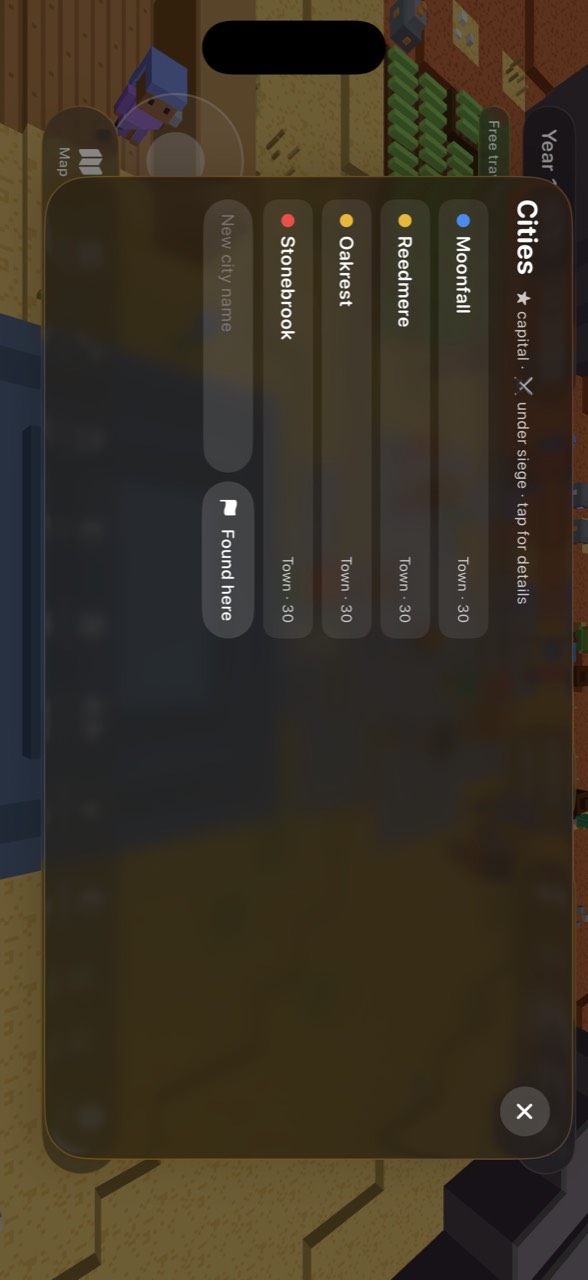 Year
Free tra
Map
Cities ★ capital · ⚔ under siege · tap for details
Moonfall Town · 30
Reedmere Town · 30
Oakrest Town · 30
Stonebrook Town · 30
New city name Found here